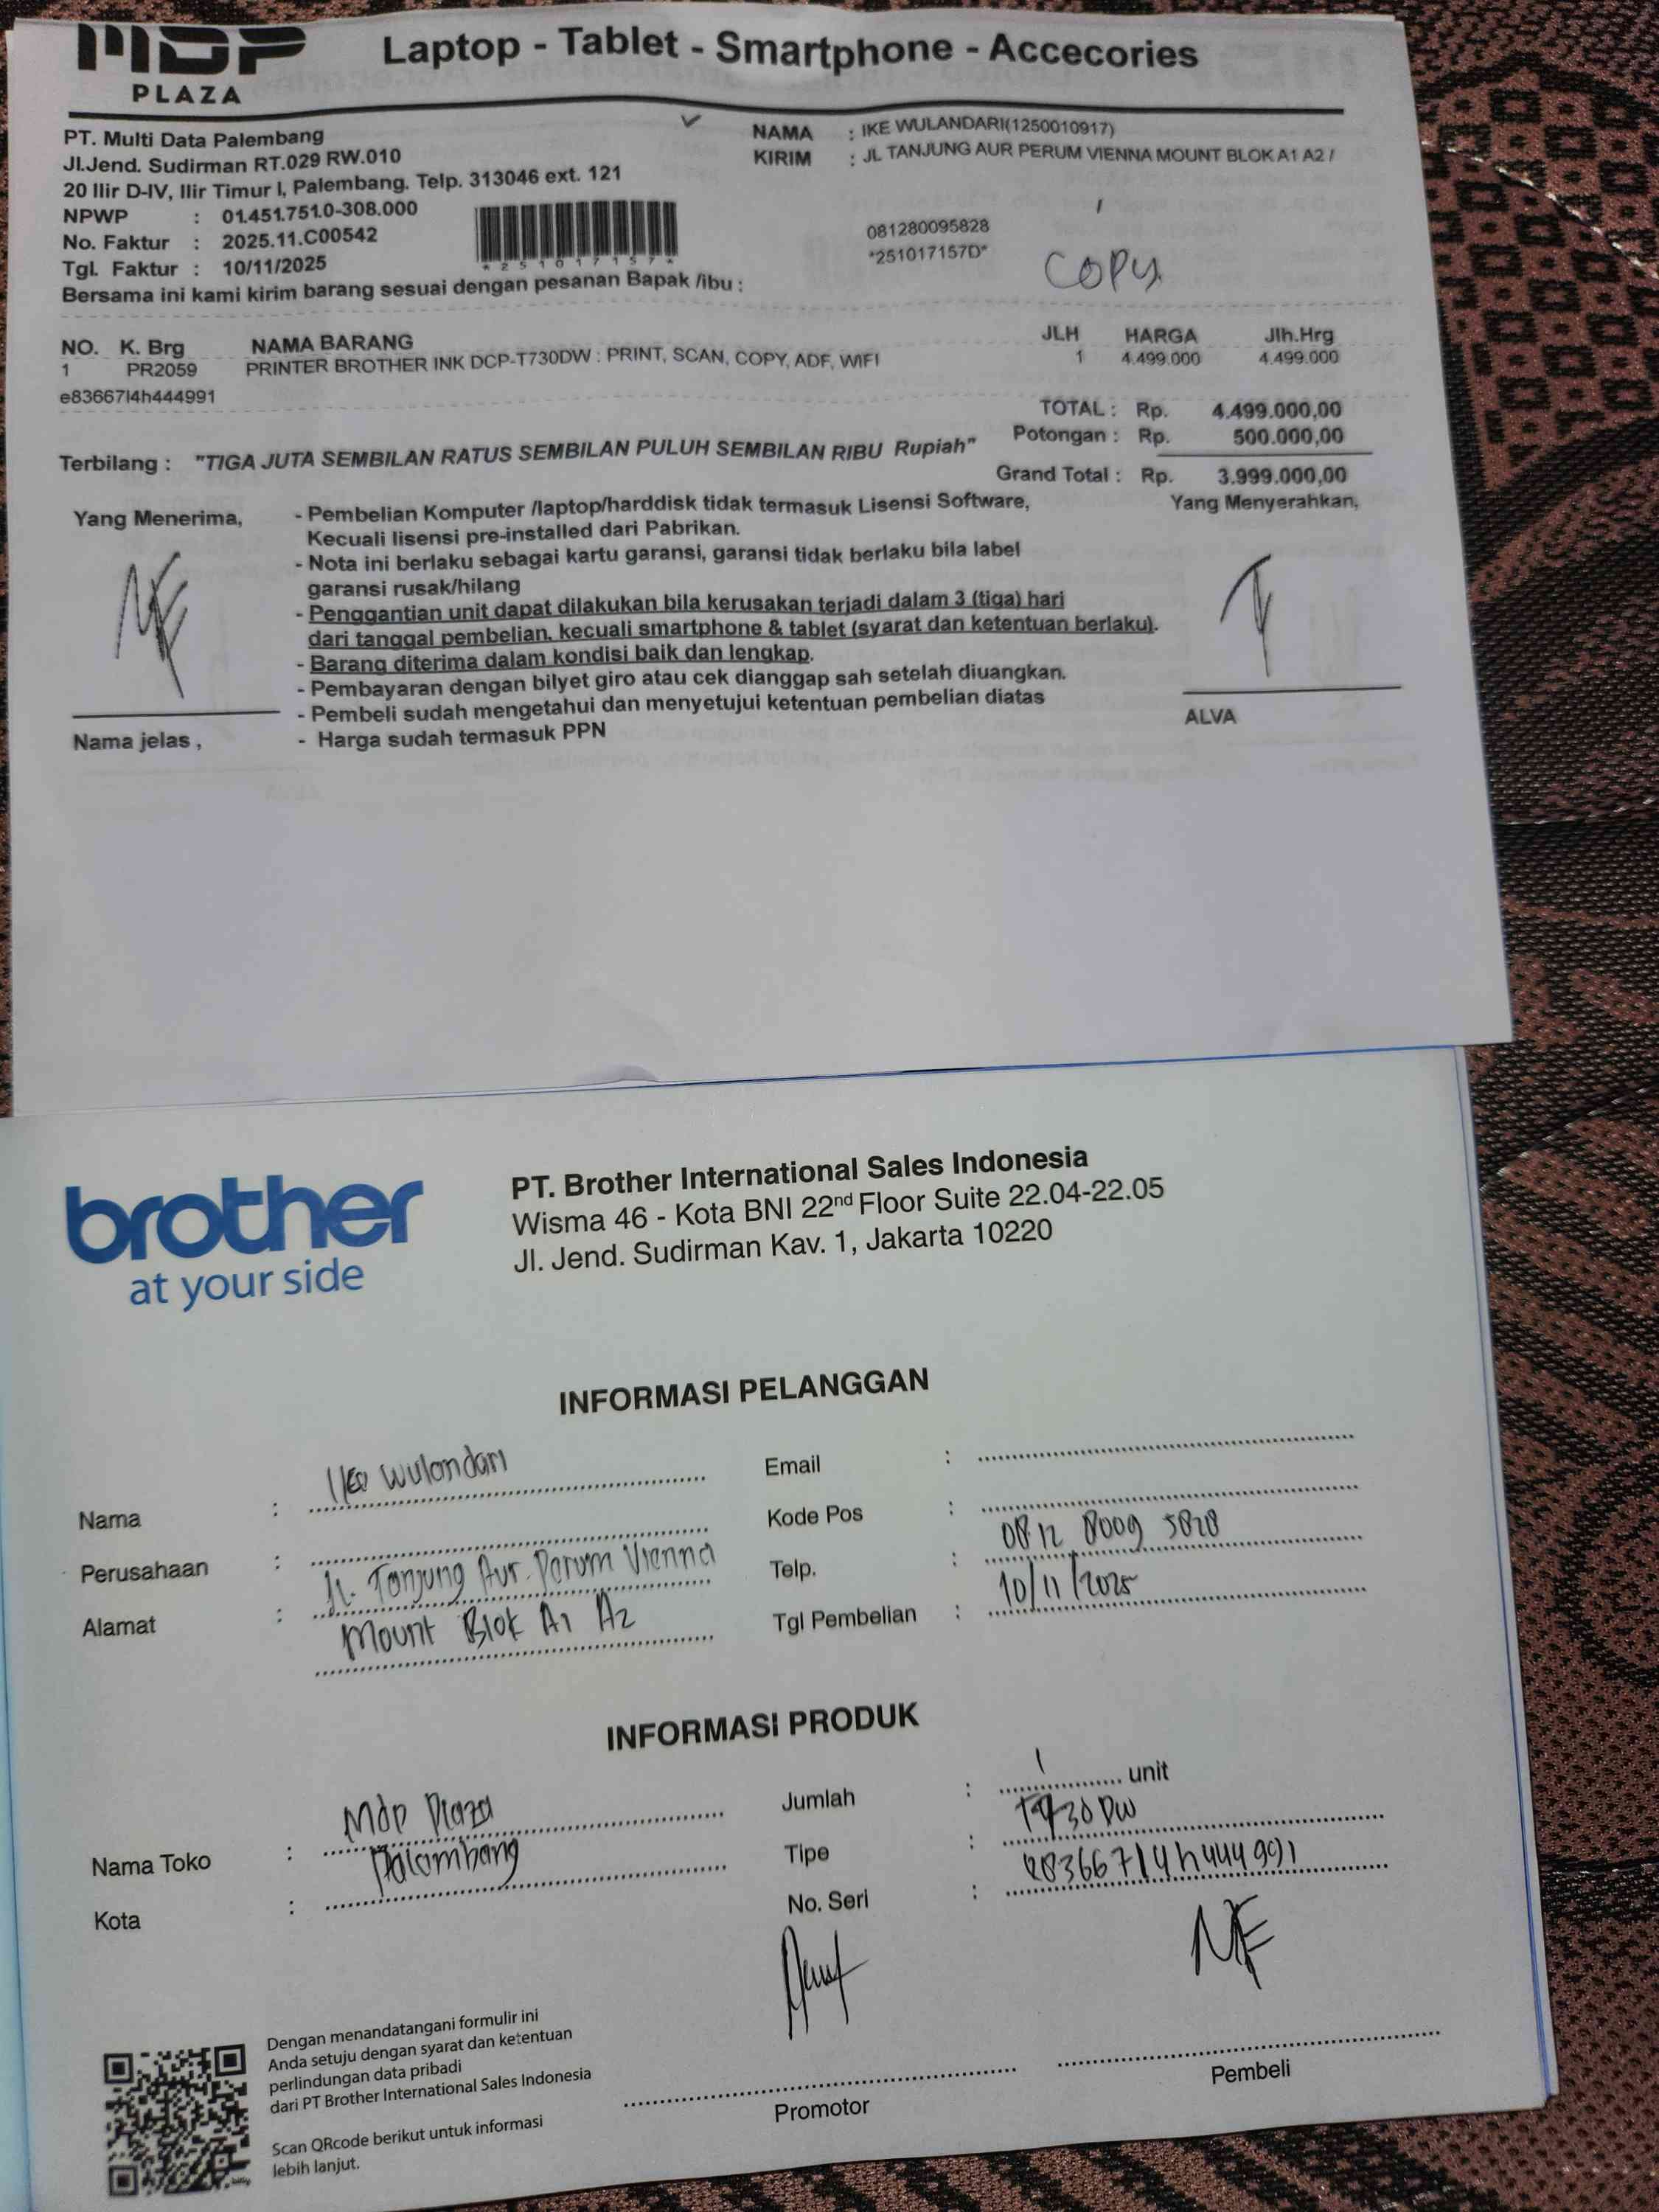 MDP
PLAZA
Laptop - Tablet - Smartphone - Accecories
PT. Multi Data Palembang
Jl.Jend. Sudirman RT.029 RW.010
20 Ilir D-IV, Ilir Timur I, Palembang. Telp. 313046 ext. 121
NPWP : 01.451.751.0-308.000
No. Faktur : 2025.11.C00542
Tgl. Faktur : 10/11/2025
*251017157*
NAMA : IKE WULANDARI(1250010917)
KIRIM : JL TANJUNG AUR PERUM VIENNA MOUNT BLOK A1 A2 /
081280095828
*251017157D*
COPY
Bersama ini kami kirim barang sesuai dengan pesanan Bapak /ibu :
NO. K. Brg NAMA BARANG JLH HARGA Jlh.Hrg
1 PR2059 PRINTER BROTHER INK DCP-T730DW : PRINT, SCAN, COPY, ADF, WIFI 1 4.499.000 4.499.000
e83667l4h444991
TOTAL : Rp. 4.499.000,00
Potongan : Rp. 500.000,00
Terbilang : "TIGA JUTA SEMBILAN RATUS SEMBILAN PULUH SEMBILAN RIBU Rupiah"
Grand Total : Rp. 3.999.000,00
Yang Menerima,
- Pembelian Komputer /laptop/harddisk tidak termasuk Lisensi Software,
Kecuali lisensi pre-installed dari Pabrikan.
- Nota ini berlaku sebagai kartu garansi, garansi tidak berlaku bila label
garansi rusak/hilang
- Penggantian unit dapat dilakukan bila kerusakan terjadi dalam 3 (tiga) hari
dari tanggal pembelian, kecuali smartphone & tablet (syarat dan ketentuan berlaku).
- Barang diterima dalam kondisi baik dan lengkap.
- Pembayaran dengan bilyet giro atau cek dianggap sah setelah diuangkan.
- Pembeli sudah mengetahui dan menyetujui ketentuan pembelian diatas
- Harga sudah termasuk PPN
Nama jelas ,
Yang Menyerahkan,
ALVA
brother
at your side
PT. Brother International Sales Indonesia
Wisma 46 - Kota BNI 22nd Floor Suite 22.04-22.05
Jl. Jend. Sudirman Kav. 1, Jakarta 10220
INFORMASI PELANGGAN
Nama : Ike Wulandari
Perusahaan :
Alamat : Jl. Tanjung Aur. Perum Vienna
Mount Blok A1 A2
Email :
Kode Pos :
Telp. : 0812 8009 5828
Tgl Pembelian : 10/11/2025
INFORMASI PRODUK
Nama Toko : Mdp Plaza
Kota : Palembang
Jumlah : 1 unit
Tipe : T730DW
No. Seri : e83667l4h444991
Dengan menandatangani formulir ini
Anda setuju dengan syarat dan ketentuan
perlindungan data pribadi
dari PT Brother International Sales Indonesia
Scan QRcode berikut untuk informasi
lebih lanjut.
Promotor
Pembeli